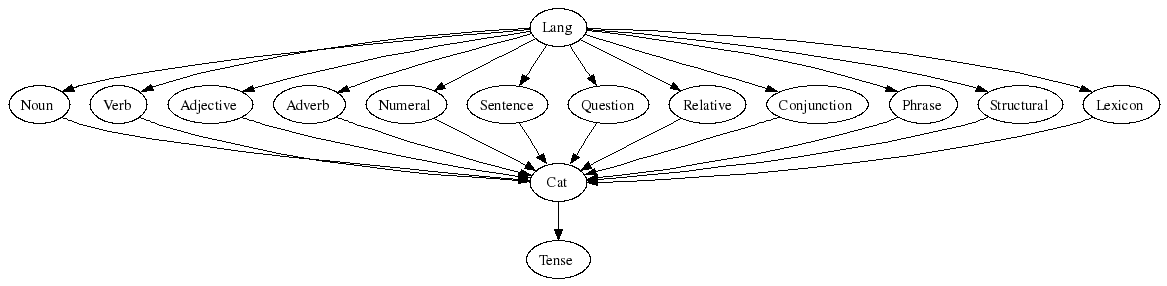 Lang
Noun Verb Adjective Adverb Numeral Sentence Question Relative Conjunction Phrase Structural Lexicon
Cat
Tense